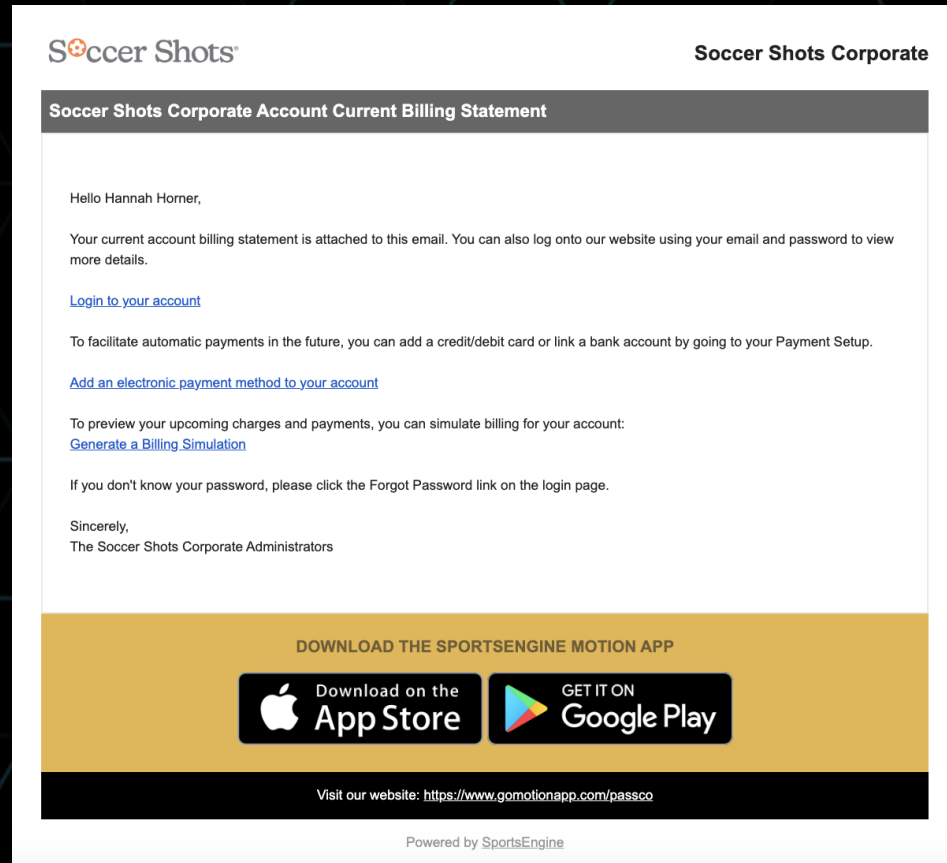 Soccer Shots®
Soccer Shots Corporate
Soccer Shots Corporate Account Current Billing Statement
Hello Hannah Horner,
Your current account billing statement is attached to this email. You can also log onto our website using your email and password to view
more details.
Login to your account
To facilitate automatic payments in the future, you can add a credit/debit card or link a bank account by going to your Payment Setup.
Add an electronic payment method to your account
To preview your upcoming charges and payments, you can simulate billing for your account:
Generate a Billing Simulation
If you don't know your password, please click the Forgot Password link on the login page.
Sincerely,
The Soccer Shots Corporate Administrators
DOWNLOAD THE SPORTSENGINE MOTION APP
Download on the
App Store
GET IT ON
Google Play
Visit our website: https://www.gomotionapp.com/passco
Powered by SportsEngine